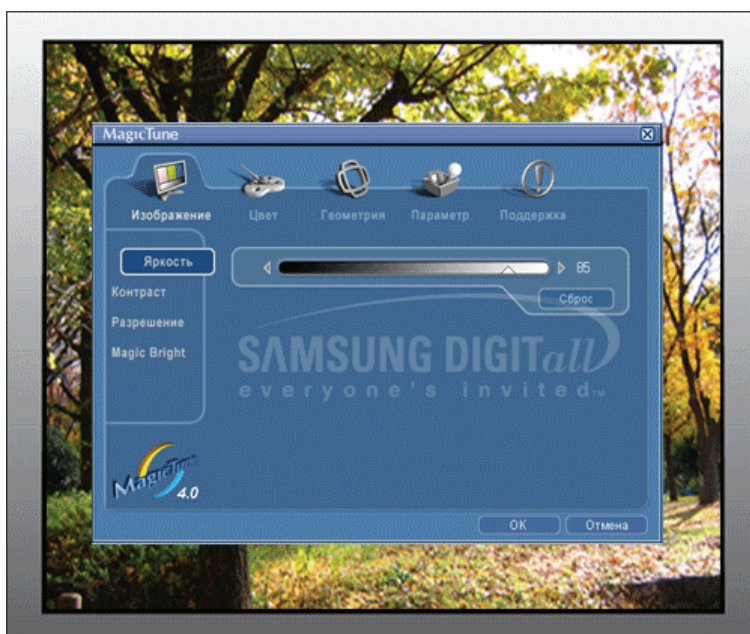 MagicTune
Изображение
Цвет
Геометрия
Параметр
Поддержка
Яркость
85
Контраст
Сброс
Разрешение
Magic Bright
SAMSUNG DIGITall
everyone's invited™
MagicTune
4.0
OK
Отмена